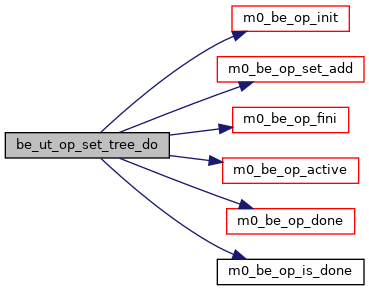 m0_be_op_init
m0_be_op_set_add
m0_be_op_fini
be_ut_op_set_tree_do
m0_be_op_active
m0_be_op_done
m0_be_op_is_done